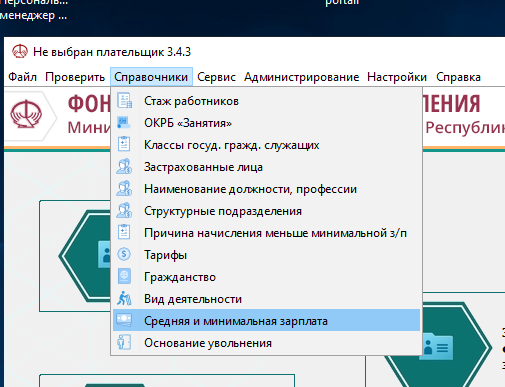 Персональ...
менеджер ...
portall
Не выбран плательщик 3.4.3
Файл Проверить Справочники Сервис Администрирование Настройки Справка
ФОН
ЛЕНИЯ
Мини
Республик
Стаж работников
ОКРБ «Занятия»
Классы госуд. гражд. служащих
Застрахованные лица
Наименование должности, профессии
Структурные подразделения
Причина начисления меньше минимальной з/п
Тарифы
Гражданство
Вид деятельности
Средняя и минимальная зарплата
Основание увольнения